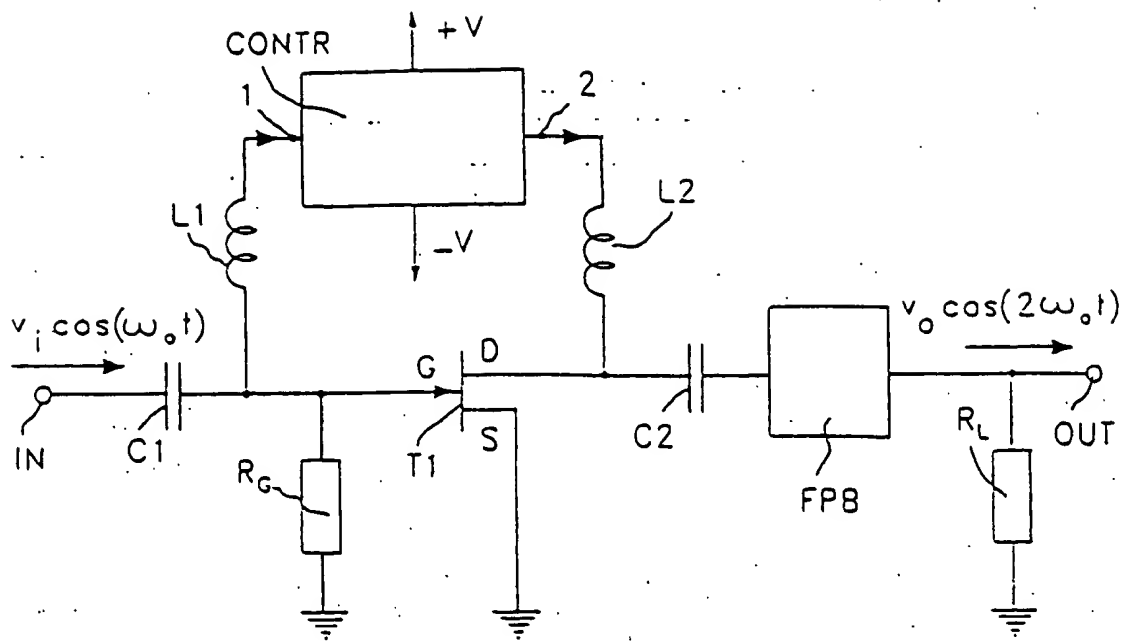 +V
CONTR
1
2
L1
L2
-V
v_i cos(ω_o t)
v_o cos(2ω_o t)
G
D
S
IN
C1
R_G
T1
C2
FPB
R_L
OUT